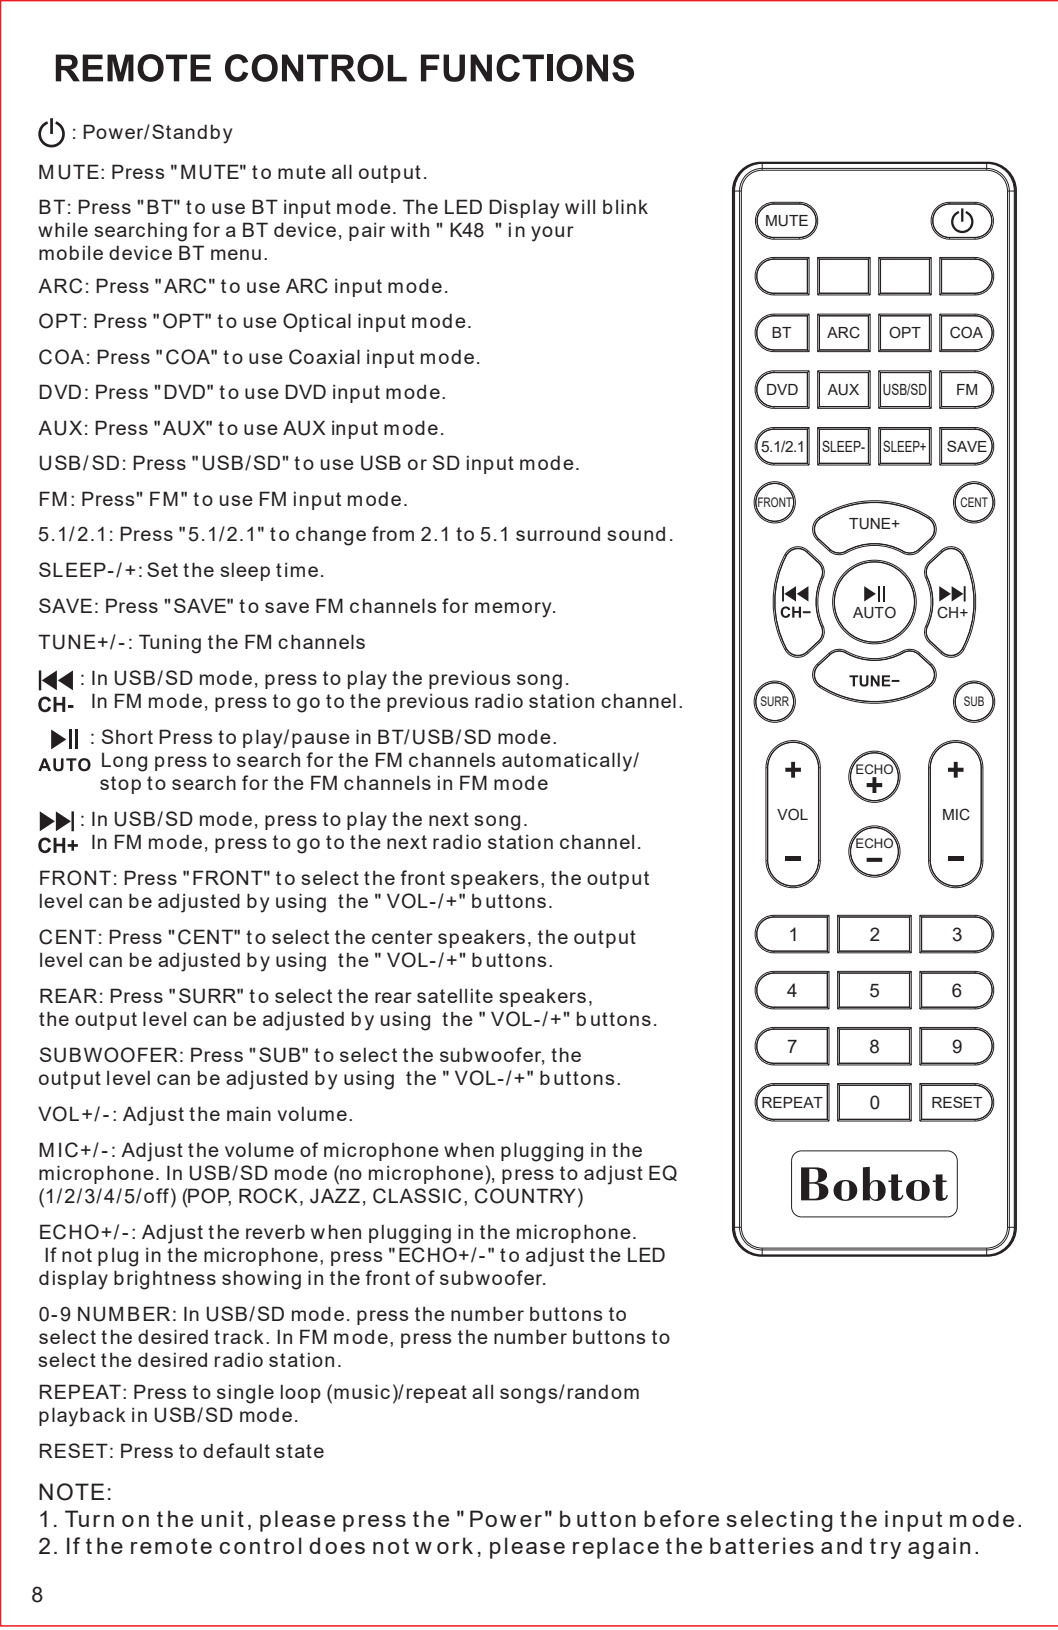 REMOTE CONTROL FUNCTIONS
: Power/Standby
MUTE: Press "MUTE" to mute all output.
BT: Press "BT" to use BT input mode. The LED Display will blink
while searching for a BT device, pair with " K48 " in your
mobile device BT menu.
ARC: Press "ARC" to use ARC input mode.
OPT: Press "OPT" to use Optical input mode.
COA: Press "COA" to use Coaxial input mode.
DVD: Press "DVD" to use DVD input mode.
AUX: Press "AUX" to use AUX input mode.
USB/SD: Press "USB/SD" to use USB or SD input mode.
FM: Press" FM" to use FM input mode.
5.1/2.1: Press "5.1/2.1" to change from 2.1 to 5.1 surround sound.
SLEEP-/+: Set the sleep time.
SAVE: Press "SAVE" to save FM channels for memory.
TUNE+/-: Tuning the FM channels
: In USB/SD mode, press to play the previous song.
CH- In FM mode, press to go to the previous radio station channel.
: Short Press to play/pause in BT/USB/SD mode.
AUTO Long press to search for the FM channels automatically/
stop to search for the FM channels in FM mode
: In USB/SD mode, press to play the next song.
CH+ In FM mode, press to go to the next radio station channel.
FRONT: Press "FRONT" to select the front speakers, the output
level can be adjusted by using the " VOL-/+" buttons.
CENT: Press "CENT" to select the center speakers, the output
level can be adjusted by using the " VOL-/+" buttons.
REAR: Press "SURR" to select the rear satellite speakers,
the output level can be adjusted by using the " VOL-/+" buttons.
SUBWOOFER: Press "SUB" to select the subwoofer, the
output level can be adjusted by using the " VOL-/+" buttons.
VOL+/-: Adjust the main volume.
MIC+/-: Adjust the volume of microphone when plugging in the
microphone. In USB/SD mode (no microphone), press to adjust EQ
(1/2/3/4/5/off) (POP, ROCK, JAZZ, CLASSIC, COUNTRY)
ECHO+/-: Adjust the reverb when plugging in the microphone.
If not plug in the microphone, press "ECHO+/-" to adjust the LED
display brightness showing in the front of subwoofer.
0-9 NUMBER: In USB/SD mode. press the number buttons to
select the desired track. In FM mode, press the number buttons to
select the desired radio station.
REPEAT: Press to single loop (music)/repeat all songs/random
playback in USB/SD mode.
RESET: Press to default state
NOTE:
1. Turn on the unit, please press the "Power" button before selecting the input mode.
2. If the remote control does not work, please replace the batteries and try again.
8
MUTE
BT ARC OPT COA
DVD AUX USB/SD FM
5.1/2.1 SLEEP- SLEEP+ SAVE
FRONT CENT
TUNE+
CH- AUTO CH+
TUNE-
SURR SUB
+ ECHO + +
VOL MIC
- ECHO - -
1 2 3
4 5 6
7 8 9
REPEAT 0 RESET
Bobtot